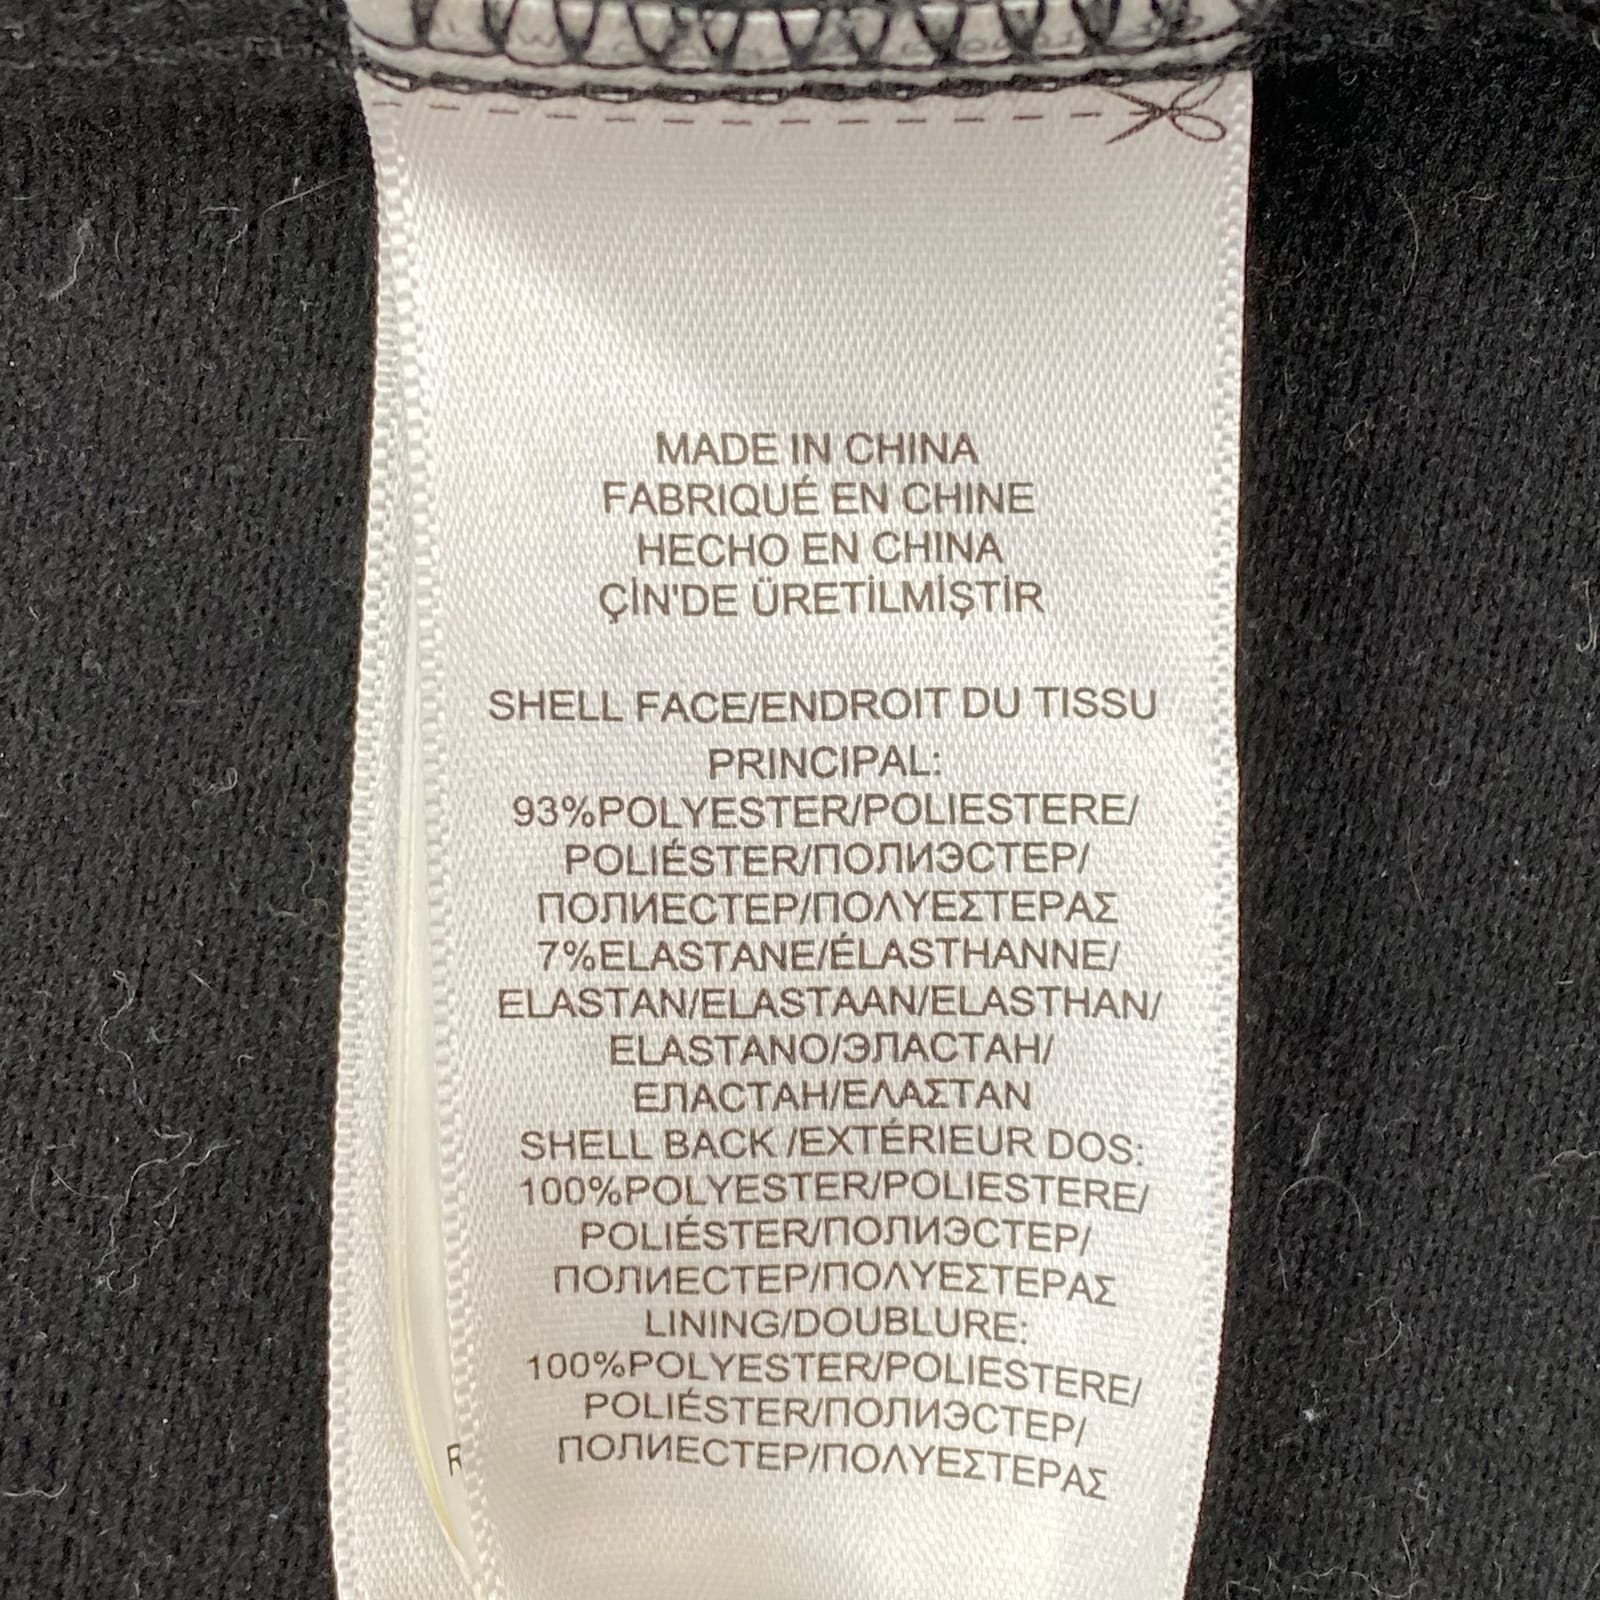 MADE IN CHINA
FABRIQUÉ EN CHINE
HECHO EN CHINA
ÇİN'DE ÜRETİLMİŞTİR
SHELL FACE/ENDROIT DU TISSU
PRINCIPAL:
93%POLYESTER/POLIESTERE/
POLIÉSTER/ПОЛИЭСТЕР/
ПОЛИЕСТЕР/ΠΟΛΥΕΣΤΕΡΑΣ
7%ELASTANE/ÉLASTHANNE/
ELASTAN/ELASTAAN/ELASTHAN/
ELASTANO/ЭЛАСТАН/
ЕЛАСТАН/ΕΛΑΣΤΑΝ
SHELL BACK /EXTÉRIEUR DOS:
100%POLYESTER/POLIESTERE/
POLIÉSTER/ПОЛИЭСТЕР/
ПОЛИЕСТЕР/ΠΟΛΥΕΣΤΕΡΑΣ
LINING/DOUBLURE:
100%POLYESTER/POLIESTERE/
POLIÉSTER/ПОЛИЭСТЕР/
ПОЛИЕСТЕР/ΠΟΛΥΕΣΤΕΡΑΣ